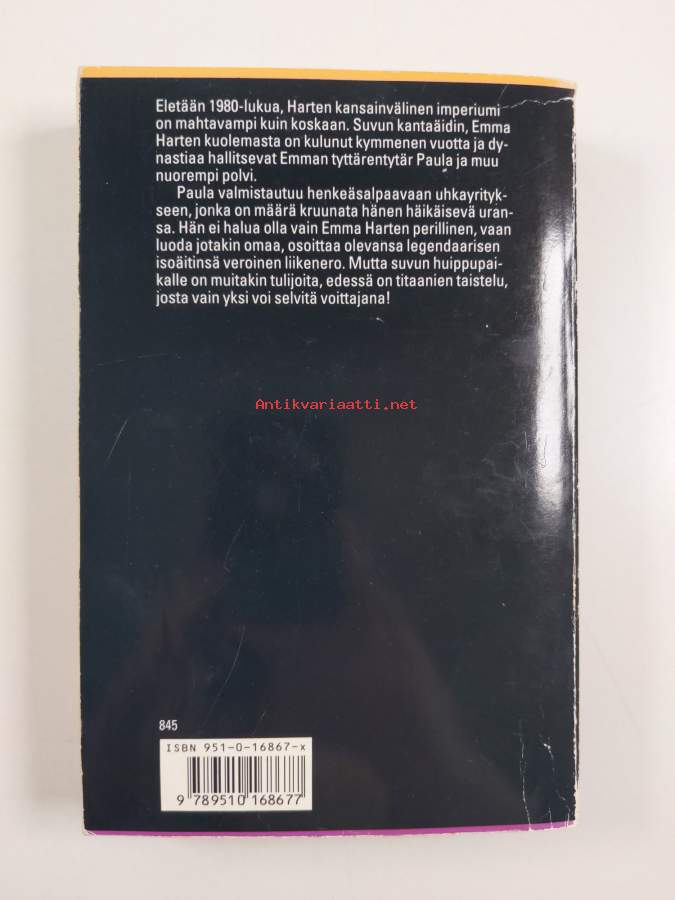 Eletään 1980-lukua, Harten kansainvälinen imperiumi
on mahtavampi kuin koskaan. Suvun kantaäidin, Emma
Harten kuolemasta on kulunut kymmenen vuotta ja dy-
nastiaa hallitsevat Emman tyttärentytär Paula ja muu
nuorempi polvi.
Paula valmistautuu henkeäsalpaavaan uhkayrityk-
seen, jonka on määrä kruunata hänen häikäisevä uran-
sa. Hän ei halua olla vain Emma Harten perillinen, vaan
luoda jotakin omaa, osoittaa olevansa legendaarisen
isoäitinsä veroinen liikenero. Mutta suvun huippupai-
kalle on muitakin tulijoita, edessä on titaanien taistelu,
josta vain yksi voi selvitä voittajana!
Antikvariaatti.net
845
ISBN 951-0-16867-x
9 789510 168677